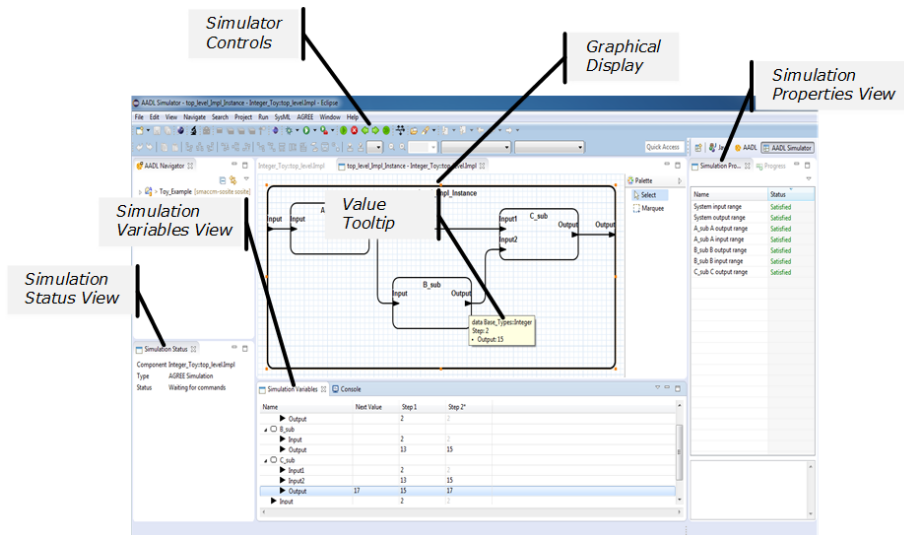 Simulator
Controls
Graphical
Display
Simulation
Properties View
AADL Simulator - top_level_Impl_Instance - Integer_Toy::top_level.Impl - Eclipse
File Edit View Navigate Search Project Run SysML AGREE Window Help
Quick Access
AADL
AADL Simulator
AADL Navigator
Integer_Toy::top_level.Impl
top_level_Impl_Instance - Integer_Toy::top_level.Impl
Simulation Pro...
Progress
Toy_Example
Simulation
Variables View
Value
Tooltip
Impl_Instance
Input
Input
A
Input1
C_sub
Output
Output
Input2
B_sub
Input
Output
data Base_Types::Integer
Step: 2
• Output: 15
Palette
Select
Marquee
Name Status
System input range Satisfied
System output range Satisfied
A_sub A output range Satisfied
A_sub A input range Satisfied
B_sub B output range Satisfied
B_sub B input range Satisfied
C_sub C output range Satisfied
Simulation
Status View
Simulation Status
Component Integer_Toy::top_level.Impl
Type AGREE Simulation
Status Waiting for commands
Simulation Variables
Console
Name Next Value Step 1 Step 2*
Output 2 2
B_sub
Input 2 2
Output 13 15
C_sub
Input1 2 2
Input2 13 15
Output 17 15 17
Input 2 2